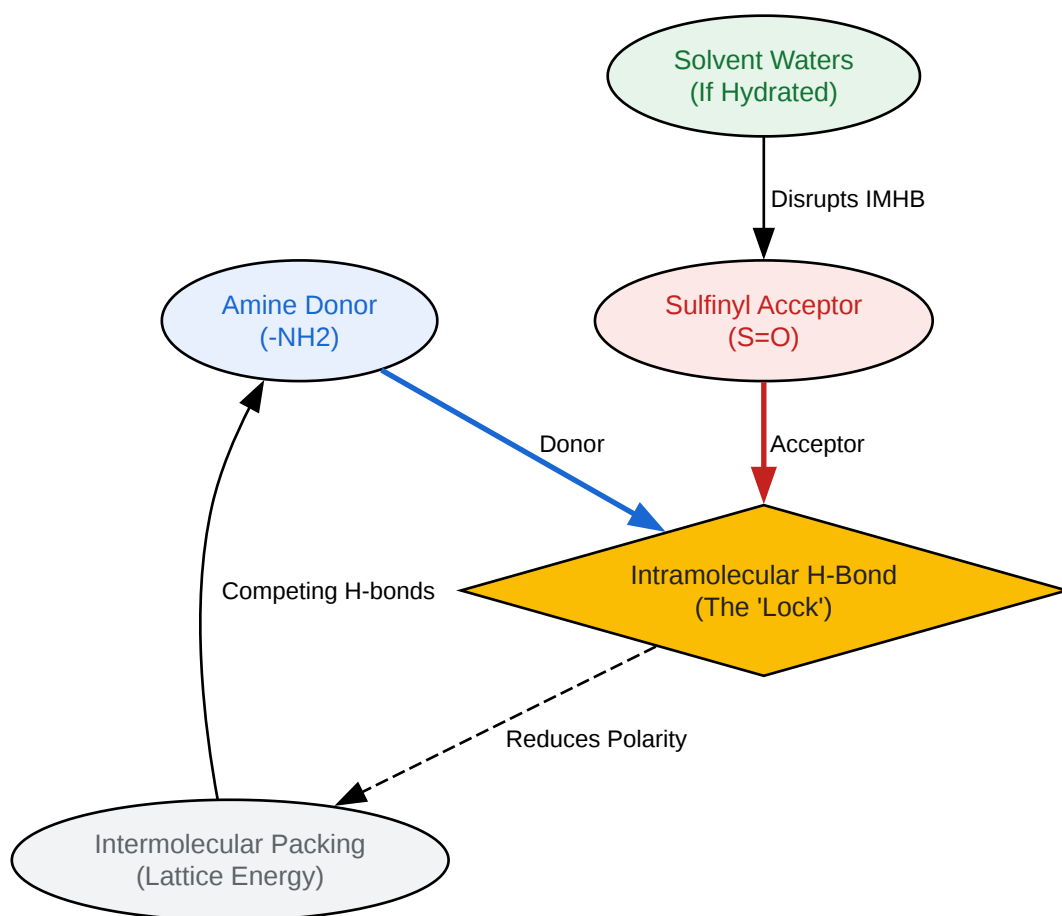 Solvent Waters
(If Hydrated)
Disrupts IMHB
Amine Donor
(-NH2)
Sulfinyl Acceptor
(S=O)
Donor
Acceptor
Intramolecular H-Bond
(The 'Lock')
Competing H-bonds
Reduces Polarity
Intermolecular Packing
(Lattice Energy)